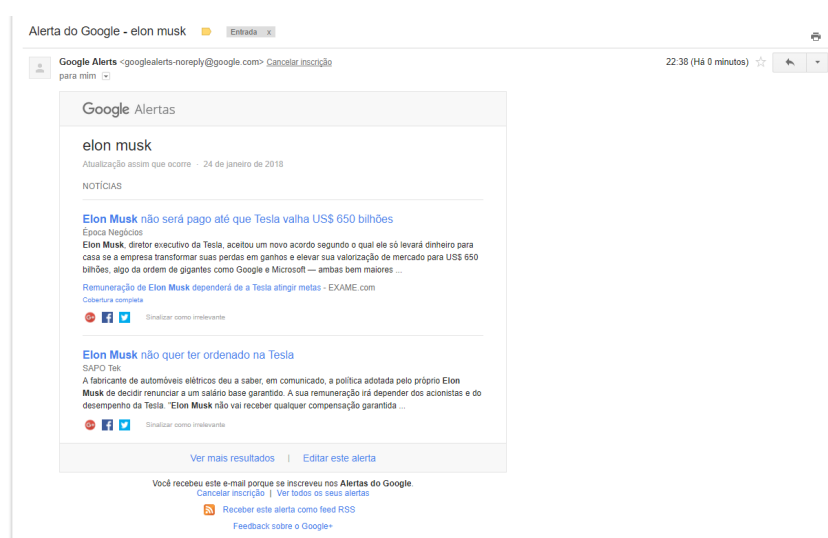 Alerta do Google - elon musk
Entrada x
Google Alerts <googlealerts-noreply@google.com> Cancelar inscrição
22:38 (Há 0 minutos)
para mim
Google Alertas
elon musk
Atualização assim que ocorre · 24 de janeiro de 2018
NOTÍCIAS
Elon Musk não será pago até que Tesla valha US$ 650 bilhões
Época Negócios
Elon Musk, diretor executivo da Tesla, aceitou um novo acordo segundo o qual ele só levará dinheiro para
casa se a empresa transformar suas perdas em ganhos e elevar sua valorização de mercado para US$ 650
bilhões, algo da ordem de gigantes como Google e Microsoft — ambas bem maiores ...
Remuneração de Elon Musk dependerá de a Tesla atingir metas - EXAME.com
Cobertura completa
G+ f Sinalizar como irrelevante
Elon Musk não quer ter ordenado na Tesla
SAPO Tek
A fabricante de automóveis elétricos deu a saber, em comunicado, a política adotada pelo próprio Elon
Musk de decidir renunciar a um salário base garantido. A sua remuneração irá depender dos acionistas e do
desempenho da Tesla. "Elon Musk não vai receber qualquer compensação garantida ...
G+ f Sinalizar como irrelevante
Ver mais resultados | Editar este alerta
Você recebeu este e-mail porque se inscreveu nos Alertas do Google.
Cancelar inscrição | Ver todos os seus alertas
Receber este alerta como feed RSS
Feedback sobre o Google+